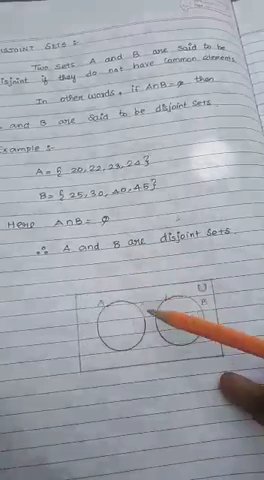 DISJOINT SETS :
Two sets A and B are said to be
disjoint if they do not have common elements
In other words, if A∩B=φ then
A and B are said to be disjoint sets
Example :
A = { 20, 22, 23, 24 }
B = { 25, 30, 40, 45 }
Here A∩B = φ
∴ A and B are disjoint sets
U
A B